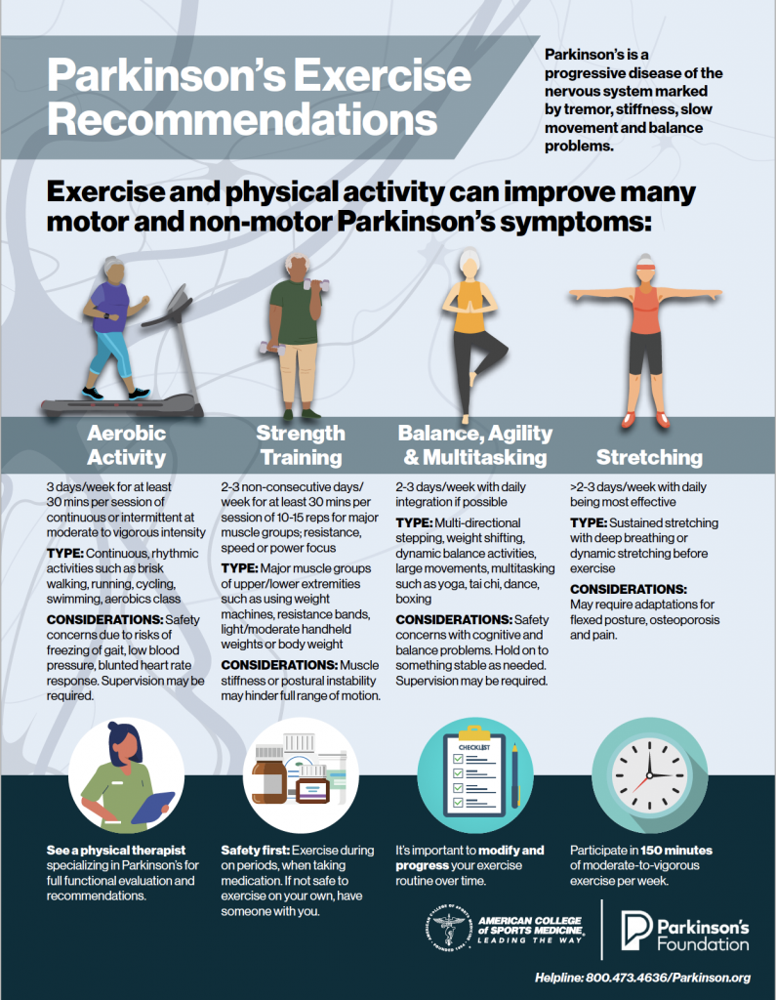 Parkinson's Exercise
Recommendations
Parkinson's is a
progressive disease of the
nervous system marked
by tremor, stiffness, slow
movement and balance
problems.
Exercise and physical activity can improve many
motor and non-motor Parkinson's symptoms:
Aerobic
Activity
3 days/week for at least
30 mins per session of
continuous or intermittent at
moderate to vigorous intensity
TYPE: Continuous, rhythmic
activities such as brisk
walking, running, cycling,
swimming, aerobics class
CONSIDERATIONS: Safety
concerns due to risks of
freezing of gait, low blood
pressure, blunted heart rate
response. Supervision may be
required.
Strength
Training
2-3 non-consecutive days/
week for at least 30 mins per
session of 10-15 reps for major
muscle groups; resistance,
speed or power focus
TYPE: Major muscle groups
of upper/lower extremities
such as using weight
machines, resistance bands,
light/moderate handheld
weights or body weight
CONSIDERATIONS: Muscle
stiffness or postural instability
may hinder full range of motion.
Balance, Agility
& Multitasking
2-3 days/week with daily
integration if possible
TYPE: Multi-directional
stepping, weight shifting,
dynamic balance activities,
large movements, multitasking
such as yoga, tai chi, dance,
boxing
CONSIDERATIONS: Safety
concerns with cognitive and
balance problems. Hold on to
something stable as needed.
Supervision may be required.
Stretching
>2-3 days/week with daily
being most effective
TYPE: Sustained stretching
with deep breathing or
dynamic stretching before
exercise
CONSIDERATIONS:
May require adaptations for
flexed posture, osteoporosis
and pain.
See a physical therapist
specializing in Parkinson's for
full functional evaluation and
recommendations.
Safety first: Exercise during
on periods, when taking
medication. If not safe to
exercise on your own, have
someone with you.
CHECKLIST
It's important to modify and
progress your exercise
routine over time.
Participate in 150 minutes
of moderate-to-vigorous
exercise per week.
AMERICAN COLLEGE OF SPORTS MEDICINE
FOUNDED 1954
AMERICAN COLLEGE
of SPORTS MEDICINE®
LEADING THE WAY
Parkinson's
Foundation
Helpline: 800.473.4636/Parkinson.org